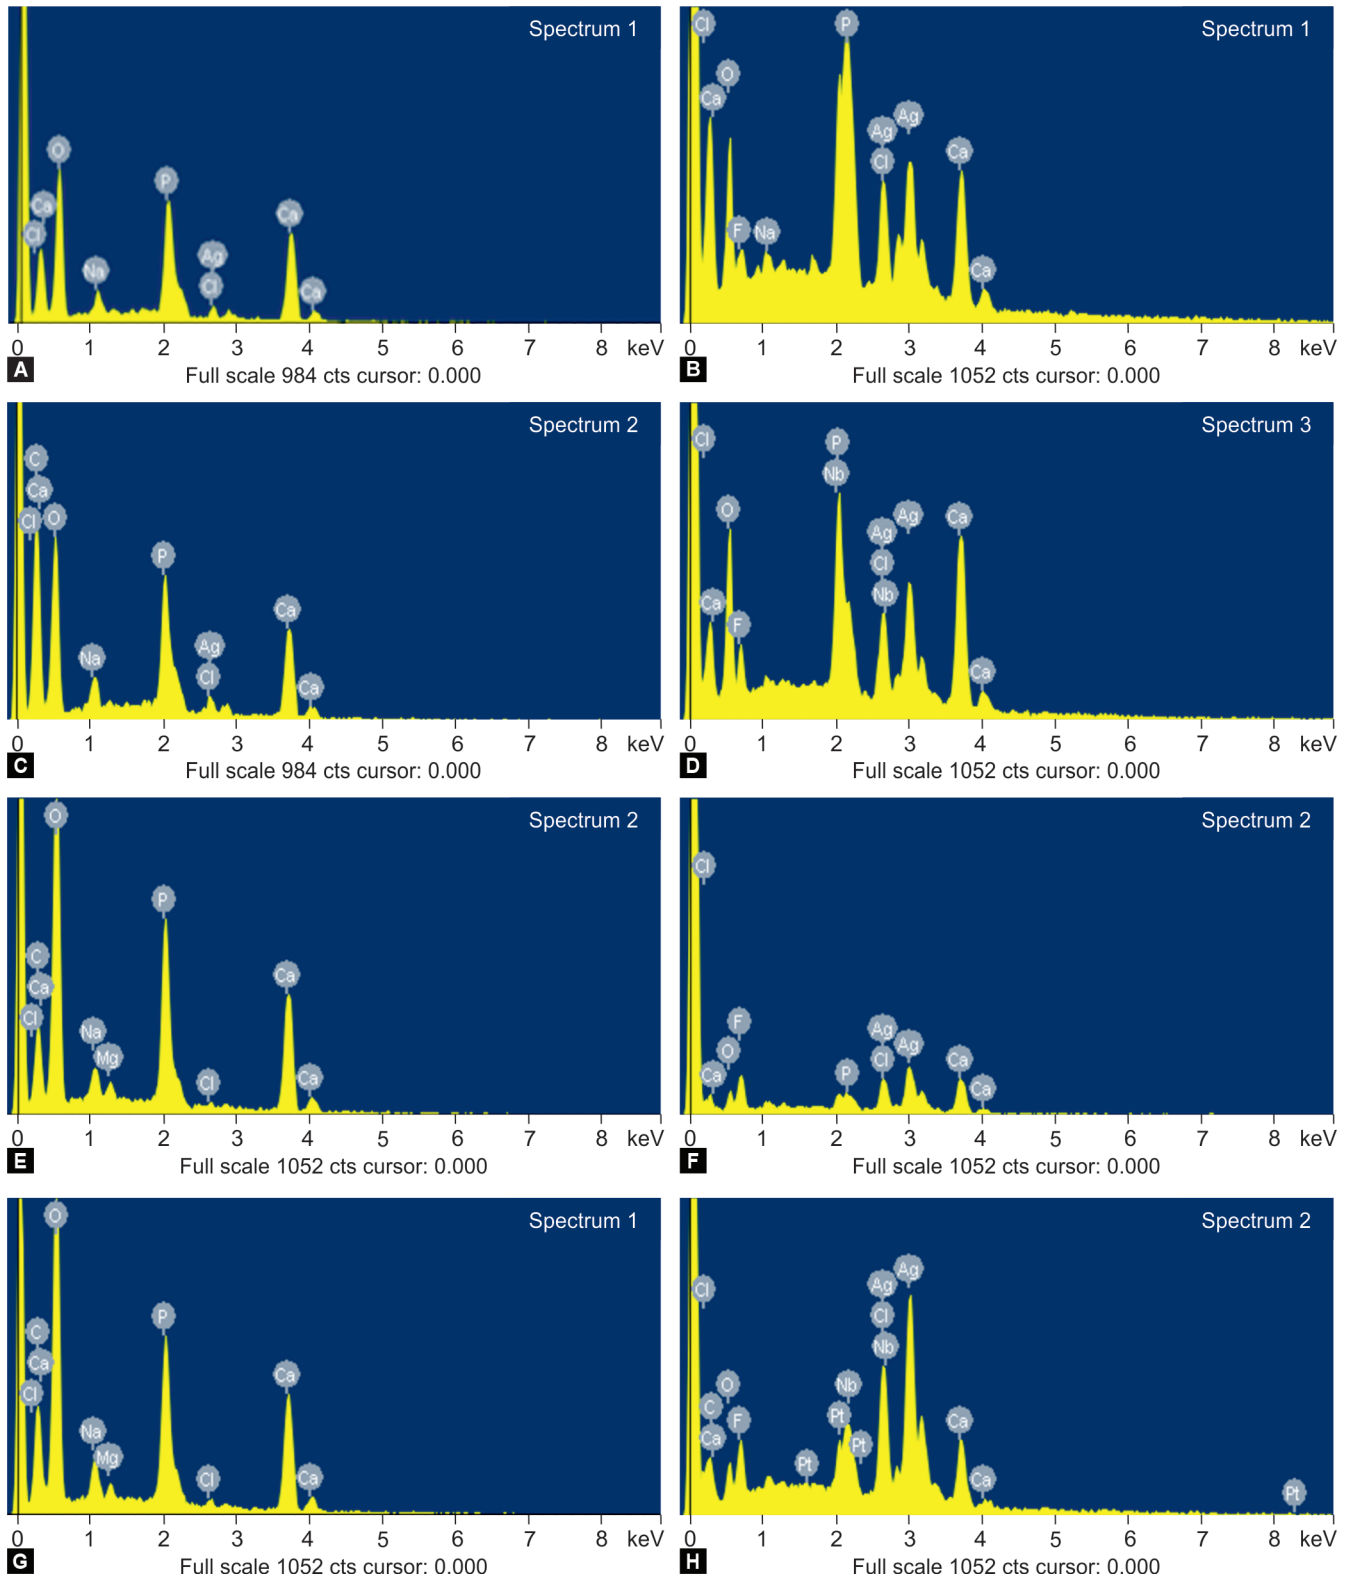 Spectrum 1
O
P
Ca
Ca
Cl
Ag
Na
Cl
Ca
0 1 2 3 4 5 6 7 8 keV
A
Full scale 984 cts cursor: 0.000
Spectrum 1
Cl
P
O
Ca
Ag
Ag
Cl
Ca
F
Na
Ca
0 1 2 3 4 5 6 7 8 keV
B
Full scale 1052 cts cursor: 0.000
Spectrum 2
C
Ca
Cl
O
P
Ca
Ag
Na
Cl
Ca
0 1 2 3 4 5 6 7 8 keV
C
Full scale 984 cts cursor: 0.000
Spectrum 3
Cl
P
Nb
O
Ag
Ag
Ca
Cl
Nb
Ca
F
Ca
0 1 2 3 4 5 6 7 8 keV
D
Full scale 1052 cts cursor: 0.000
Spectrum 2
O
P
C
Ca
Ca
Cl
Na
Mg
Cl
Ca
0 1 2 3 4 5 6 7 8 keV
E
Full scale 1052 cts cursor: 0.000
Spectrum 2
Cl
F
Ag
O
Ag
Cl
Ca
Ca
P
Ca
0 1 2 3 4 5 6 7 8 keV
F
Full scale 1052 cts cursor: 0.000
Spectrum 1
O
P
C
Ca
Ca
Cl
Na
Mg
Cl
Ca
0 1 2 3 4 5 6 7 8 keV
G
Full scale 1052 cts cursor: 0.000
Spectrum 2
Cl
Ag
Ag
Cl
Nb
O
Nb
C
Pt
F
Ca
Ca
Pt
Pt
Ca
Pt
0 1 2 3 4 5 6 7 8 keV
H
Full scale 1052 cts cursor: 0.000